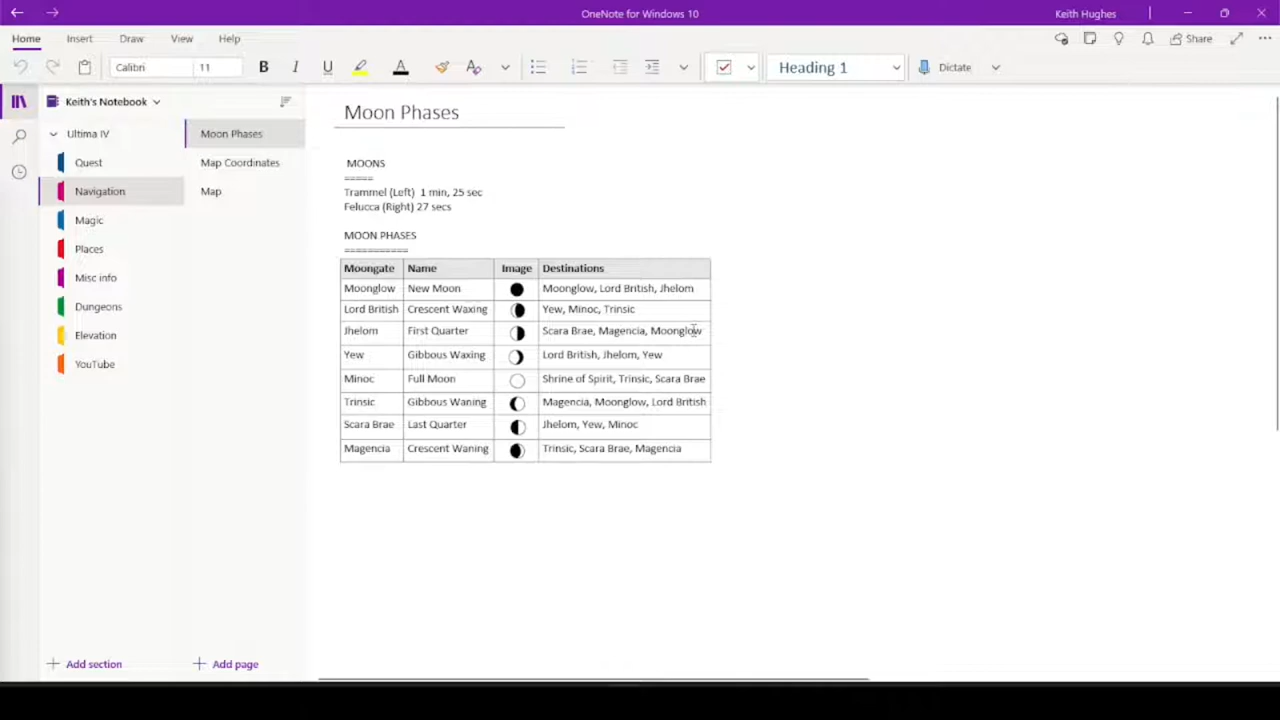 OneNote for Windows 10
Keith Hughes
Home Insert Draw View Help
Share
Calibri 11 B I U A A Heading 1 Dictate
Keith's Notebook
Ultima IV
Quest
Navigation
Magic
Places
Misc info
Dungeons
Elevation
YouTube
Add section
Moon Phases
Map Coordinates
Map
Add page
Moon Phases
MOONS
=====
Trammel (Left) 1 min, 25 sec
Felucca (Right) 27 secs
MOON PHASES
===========
Moongate Name Image Destinations
Moonglow New Moon Moonglow, Lord British, Jhelom
Lord British Crescent Waxing Yew, Minoc, Trinsic
Jhelom First Quarter Scara Brae, Magencia, Moonglow
Yew Gibbous Waxing Lord British, Jhelom, Yew
Minoc Full Moon Shrine of Spirit, Trinsic, Scara Brae
Trinsic Gibbous Waning Magencia, Moonglow, Lord British
Scara Brae Last Quarter Jhelom, Yew, Minoc
Magencia Crescent Waning Trinsic, Scara Brae, Magencia